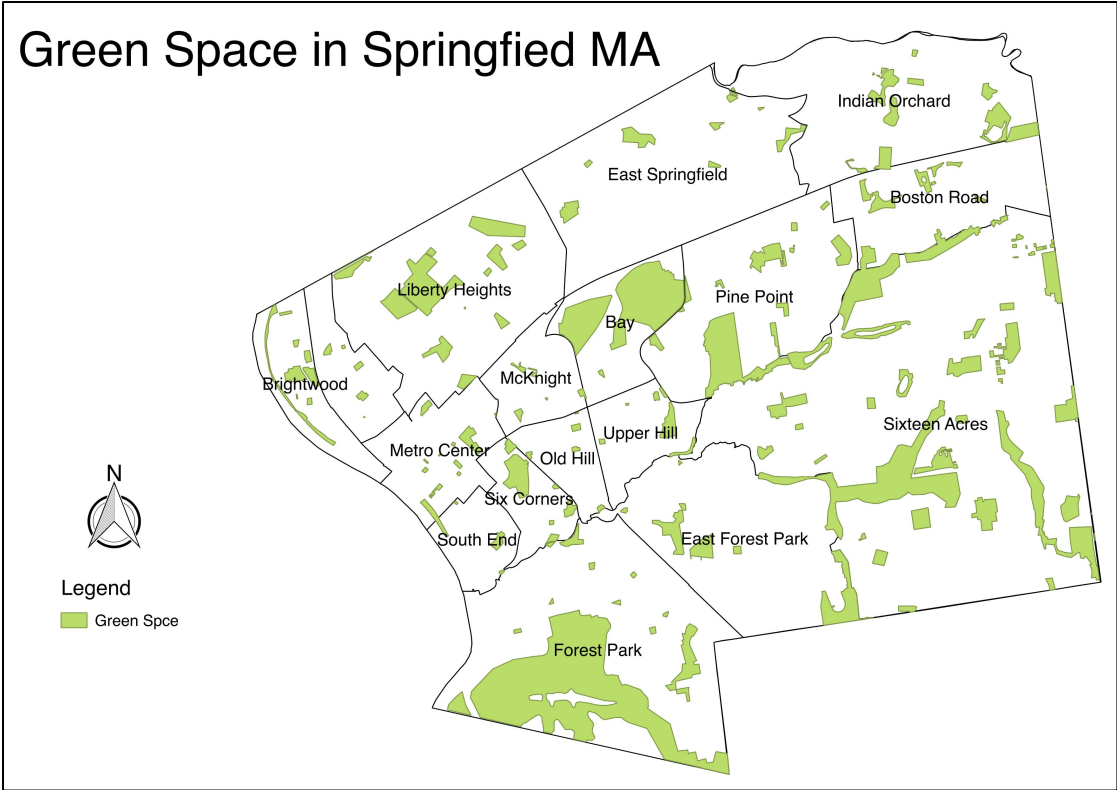 Green Space in Springfied MA
Indian Orchard
East Springfield
Boston Road
Liberty Heights
Pine Point
Bay
McKnight
Brightwood
Sixteen Acres
Upper Hill
Metro Center
Old Hill
N
Six Corners
South End
East Forest Park
Legend
Green Spce
Forest Park